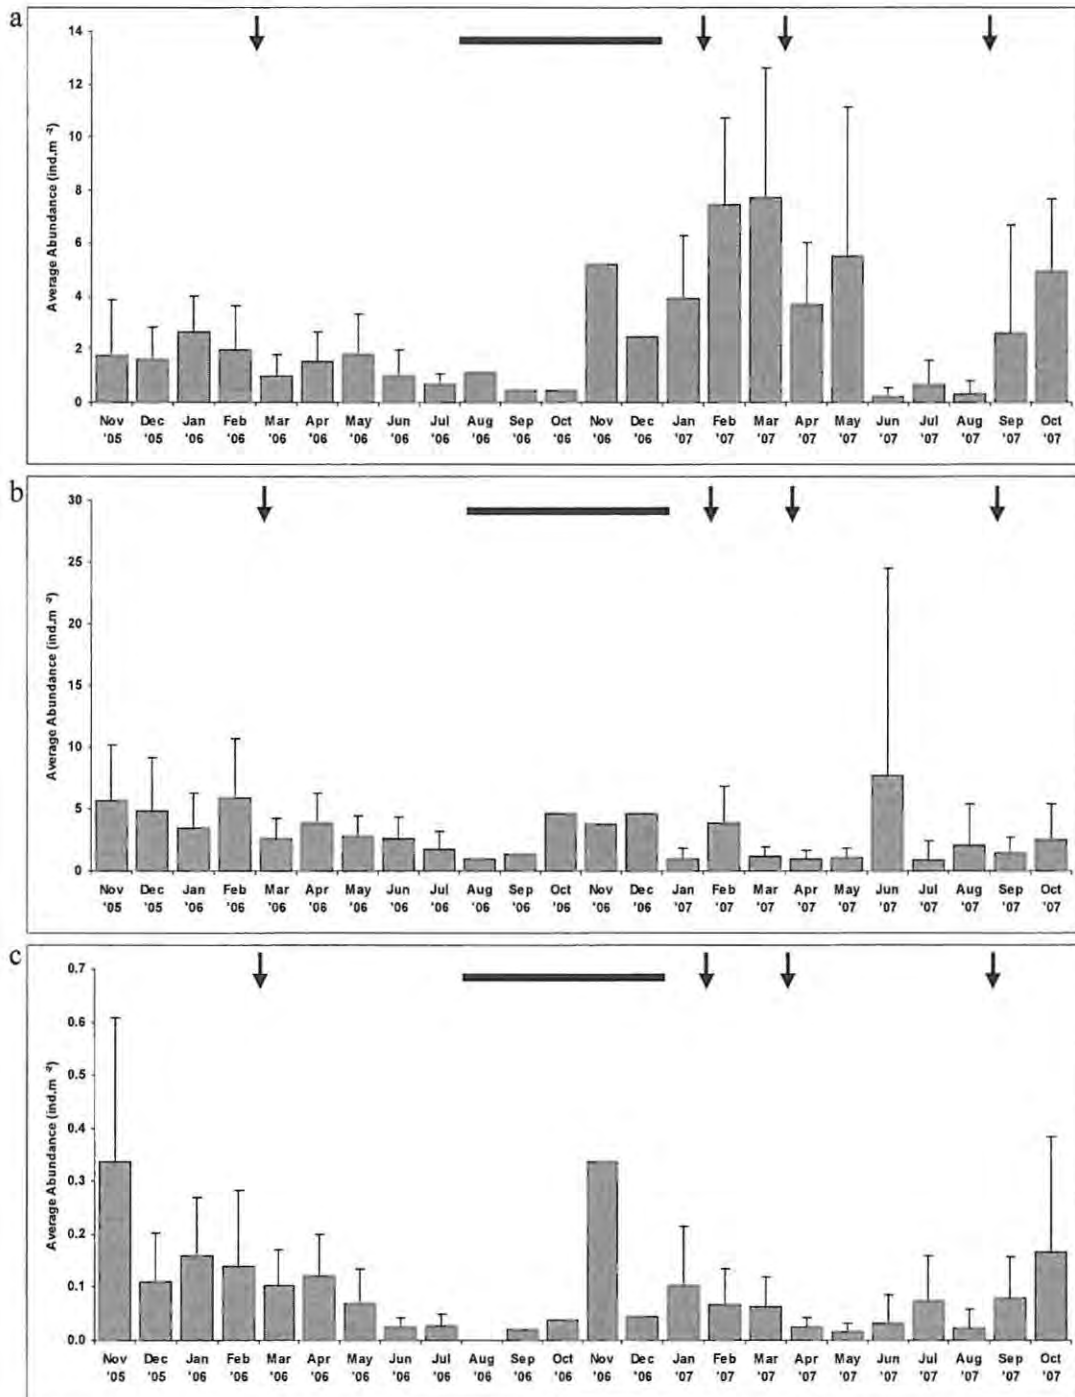 a
14
12
10
8
6
4
2
0
Average Abundance (ind.m⁻²)
Nov Dec Jan Feb Mar Apr May Jun Jul Aug Sep Oct Nov Dec Jan Feb Mar Apr May Jun Jul Aug Sep Oct
'05 '05 '06 '06 '06 '06 '06 '06 '06 '06 '06 '06 '06 '06 '07 '07 '07 '07 '07 '07 '07 '07 '07 '07
b
30
25
20
15
10
5
0
Average Abundance (ind.m⁻²)
Nov Dec Jan Feb Mar Apr May Jun Jul Aug Sep Oct Nov Dec Jan Feb Mar Apr May Jun Jul Aug Sep Oct
'05 '05 '06 '06 '06 '06 '06 '06 '06 '06 '06 '06 '06 '06 '07 '07 '07 '07 '07 '07 '07 '07 '07 '07
c
0.7
0.6
0.5
0.4
0.3
0.2
0.1
0.0
Average Abundance (ind.m⁻²)
Nov Dec Jan Feb Mar Apr May Jun Jul Aug Sep Oct Nov Dec Jan Feb Mar Apr May Jun Jul Aug Sep Oct
'05 '05 '06 '06 '06 '06 '06 '06 '06 '06 '06 '06 '06 '06 '07 '07 '07 '07 '07 '07 '07 '07 '07 '07